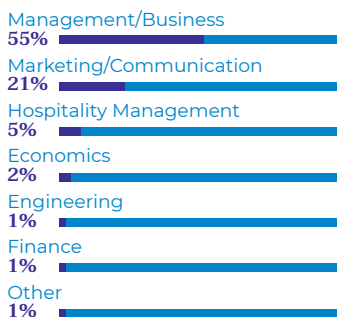 Management/Business
55%
Marketing/Communication
21%
Hospitality Management
5%
Economics
2%
Engineering
1%
Finance
1%
Other
1%